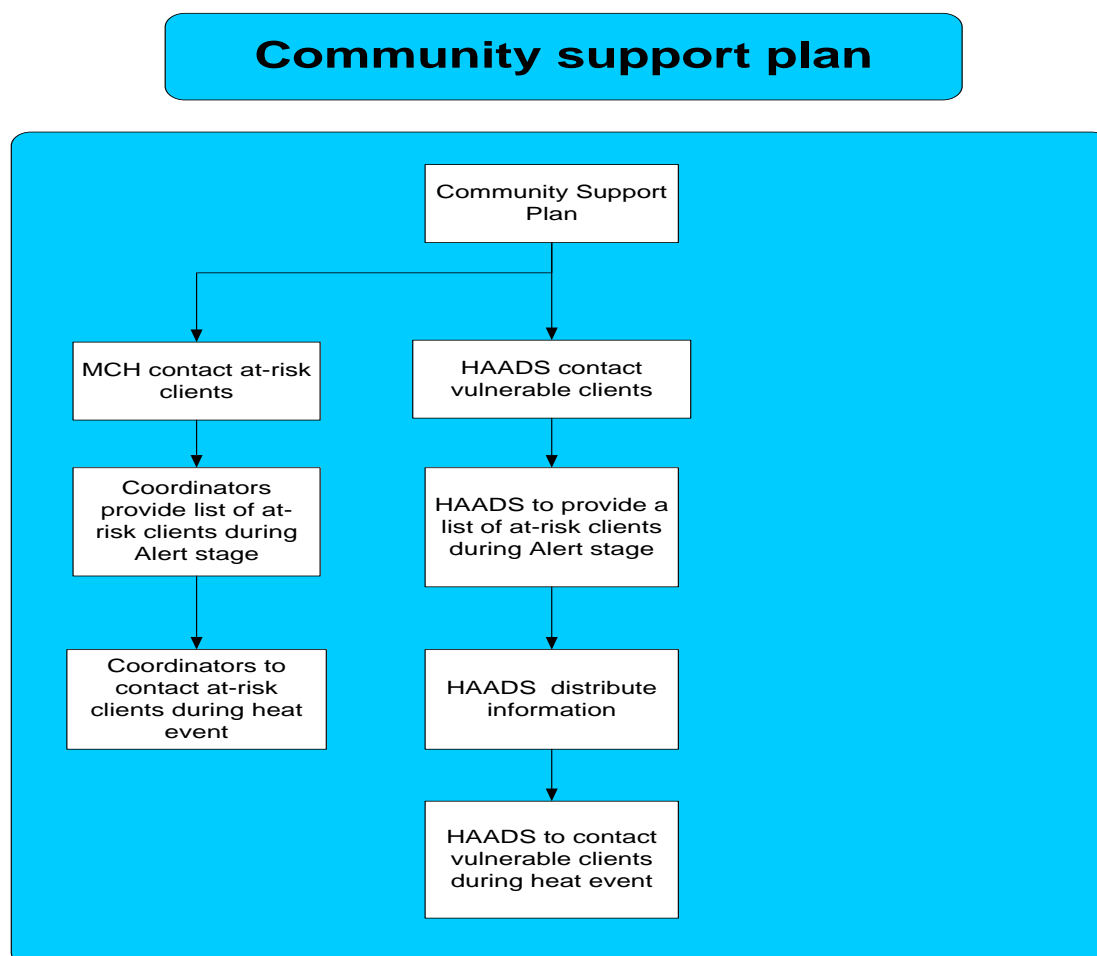 Community support plan
Community Support
Plan
MCH contact at-risk
clients
HAADS contact
vulnerable clients
Coordinators
provide list of at-
risk clients during
Alert stage
HAADS to provide a
list of at-risk clients
during Alert stage
Coordinators to
contact at-risk
clients during heat
event
HAADS  distribute
information
HAADS to contact
vulnerable clients
during heat event